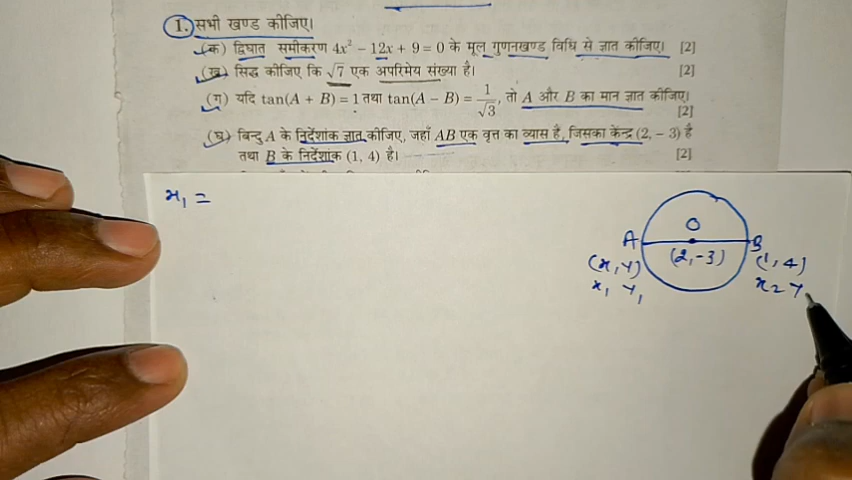 1. सभी खण्ड कीजिए।
(क) द्विघात समीकरण 4x² − 12x + 9 = 0 के मूल गुणनखण्ड विधि से ज्ञात कीजिए। [2]
(ख) सिद्ध कीजिए कि √7 एक अपरिमेय संख्या है। [2]
(ग) यदि tan(A + B) = 1 तथा tan(A − B) = 1/√3, तो A और B का मान ज्ञात कीजिए।
[2]
(घ) बिन्दु A के निर्देशांक ज्ञात कीजिए, जहाँ AB एक वृत्त का व्यास है, जिसका केन्द्र (2, − 3) है
तथा B के निर्देशांक (1, 4) है। [2]
x₁ =
O
A B
(x, y) (2, -3) (1, 4)
x₁ y₁ x₂ y